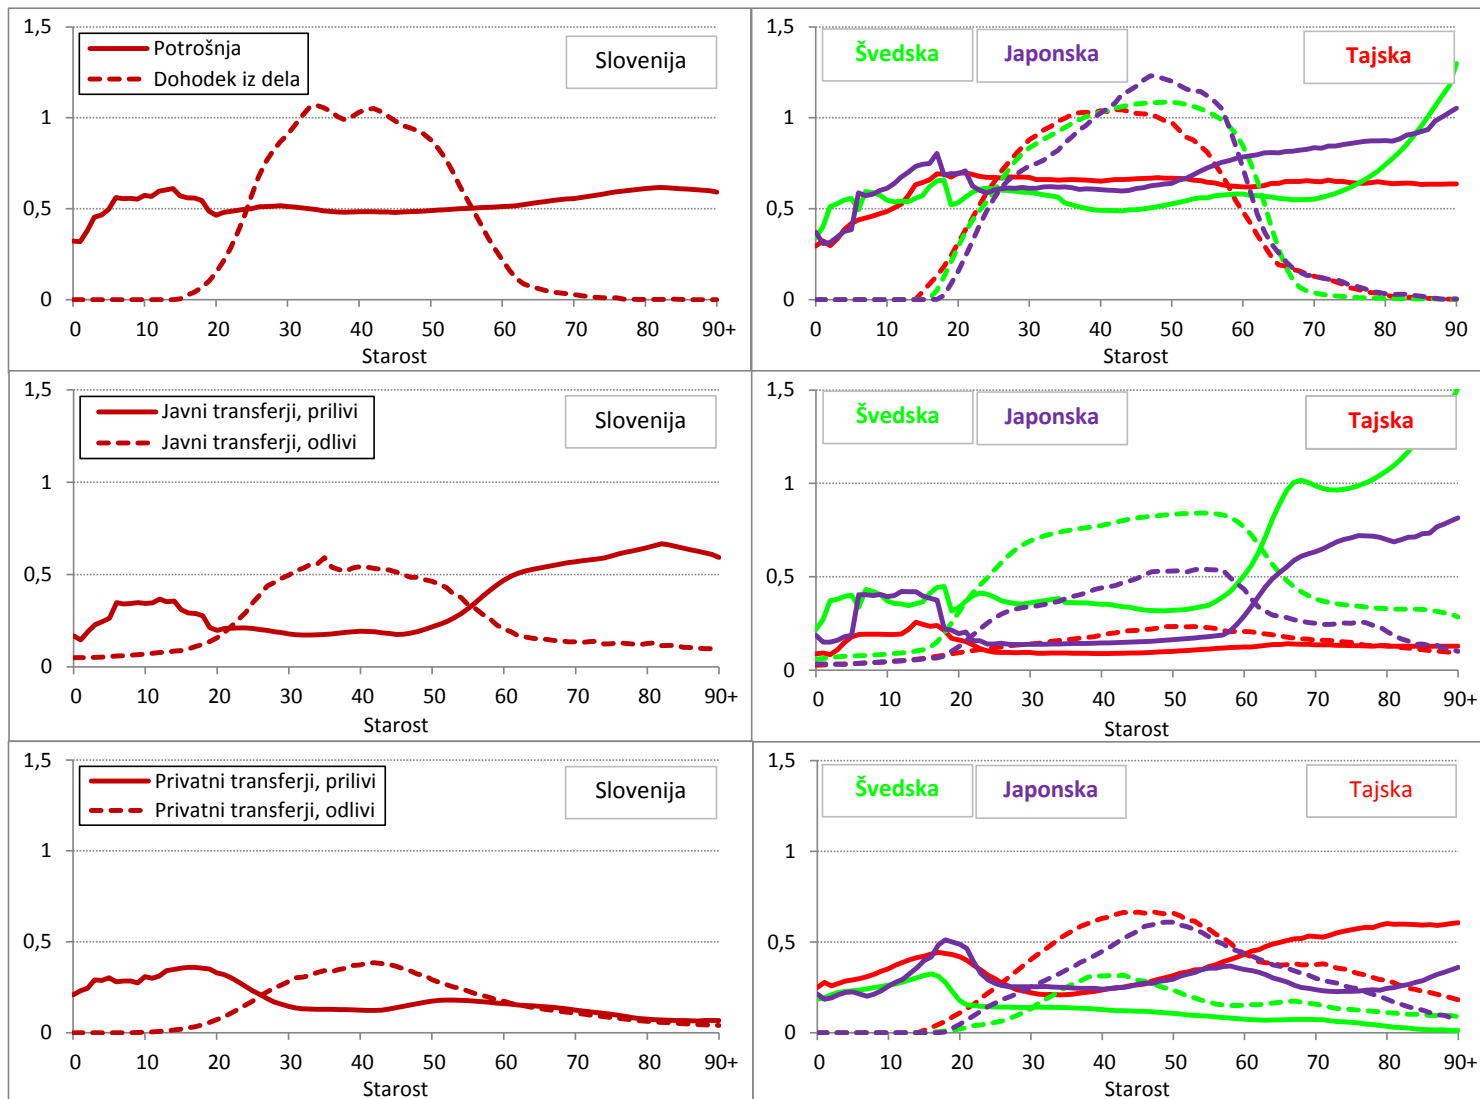 1,5
Potrošnja
Dohodek iz dela
Slovenija
1
0,5
0
0 10 20 30 40 50 60 70 80 90+
Starost
1,5
Švedska Japonska Tajska
1
0,5
0
0 10 20 30 40 50 60 70 80 90
Starost
1,5
Javni transferji, prilivi
Javni transferji, odlivi
Slovenija
1
0,5
0
0 10 20 30 40 50 60 70 80 90+
Starost
1,5
Švedska Japonska Tajska
1
0,5
0
0 10 20 30 40 50 60 70 80 90+
Starost
1,5
Privatni transferji, prilivi
Privatni transferji, odlivi
Slovenija
1
0,5
0
0 10 20 30 40 50 60 70 80 90+
Starost
1,5
Švedska Japonska Tajska
1
0,5
0
0 10 20 30 40 50 60 70 80 90+
Starost